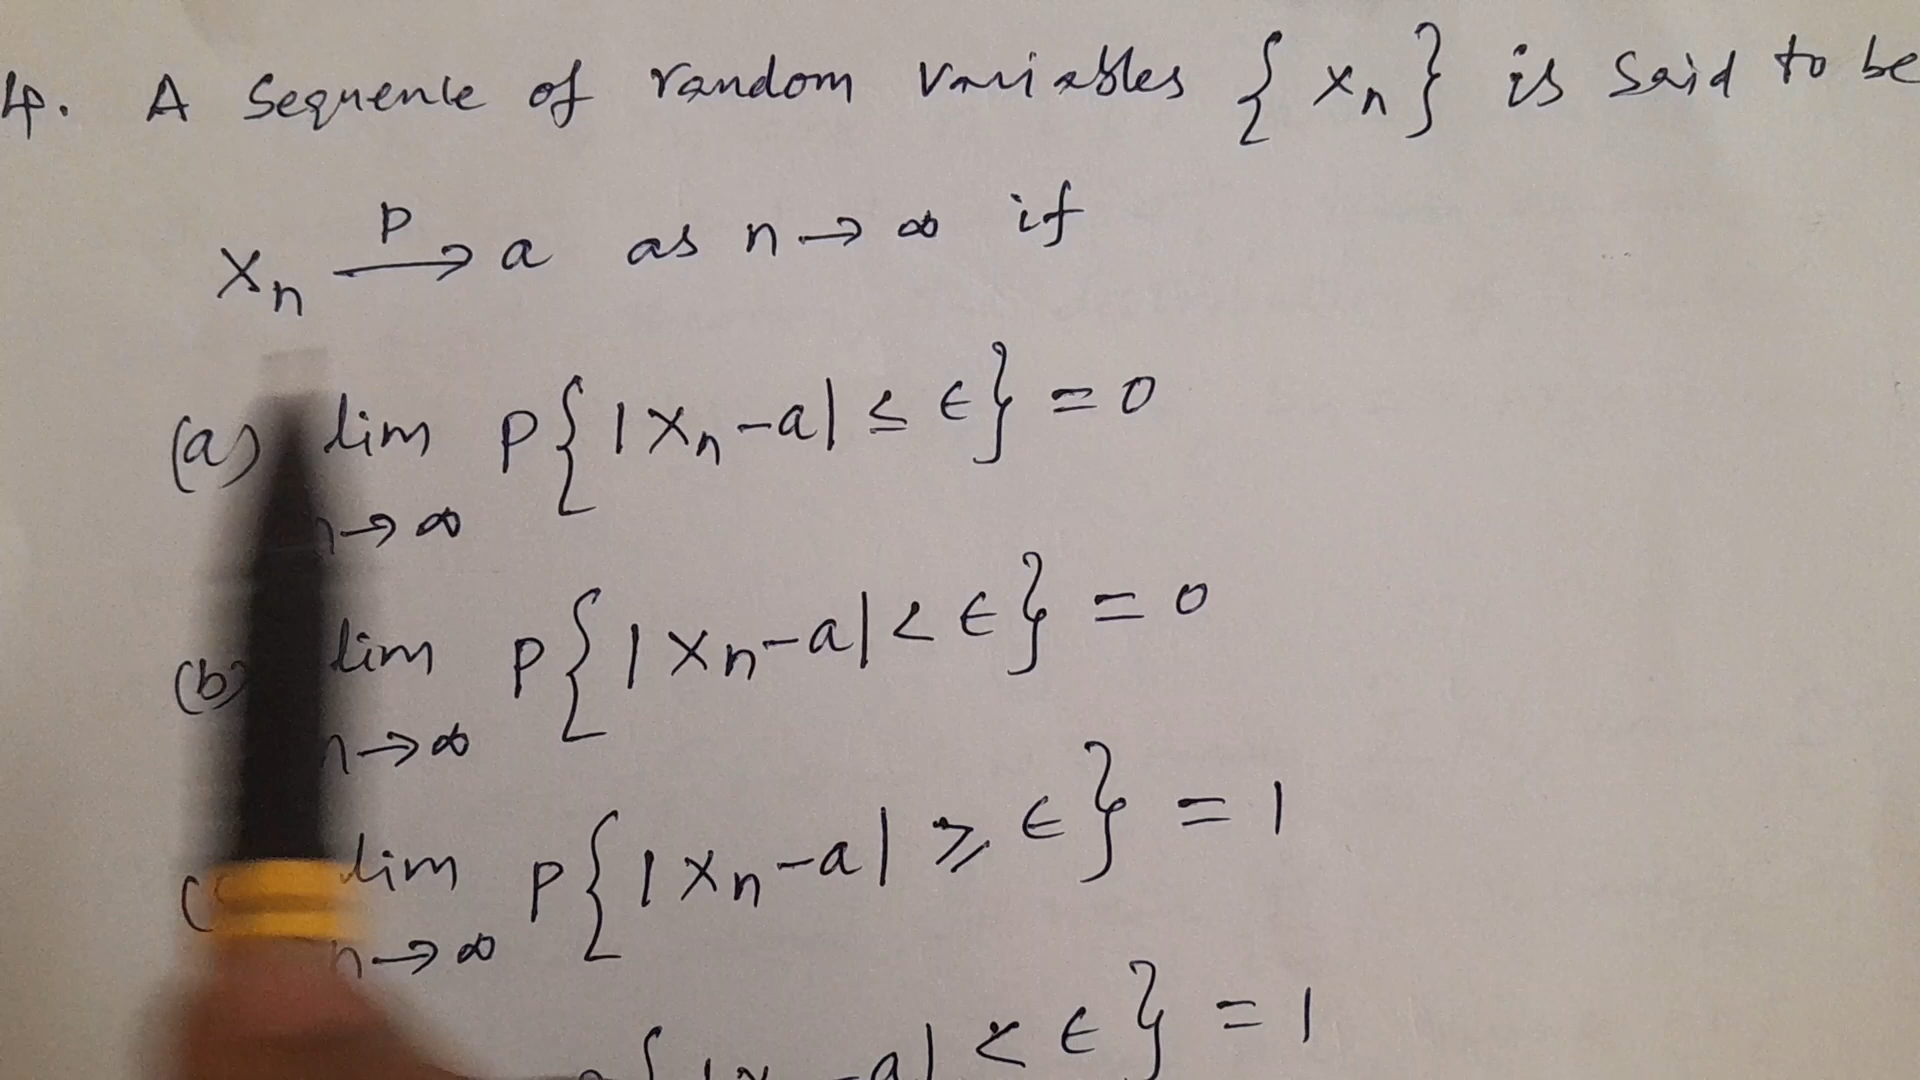 4. A Sequence of random variables { Xn } is said to be
Xn —P→ a as n → ∞ if
(a) lim P{ |Xn - a| ≤ ϵ } = 0
n → ∞
(b) lim P{ |Xn - a| < ϵ } = 0
n → ∞
( lim P{ |Xn - a| ≥ ϵ } = 1
n → ∞
{ |X - a| < ϵ } = 1